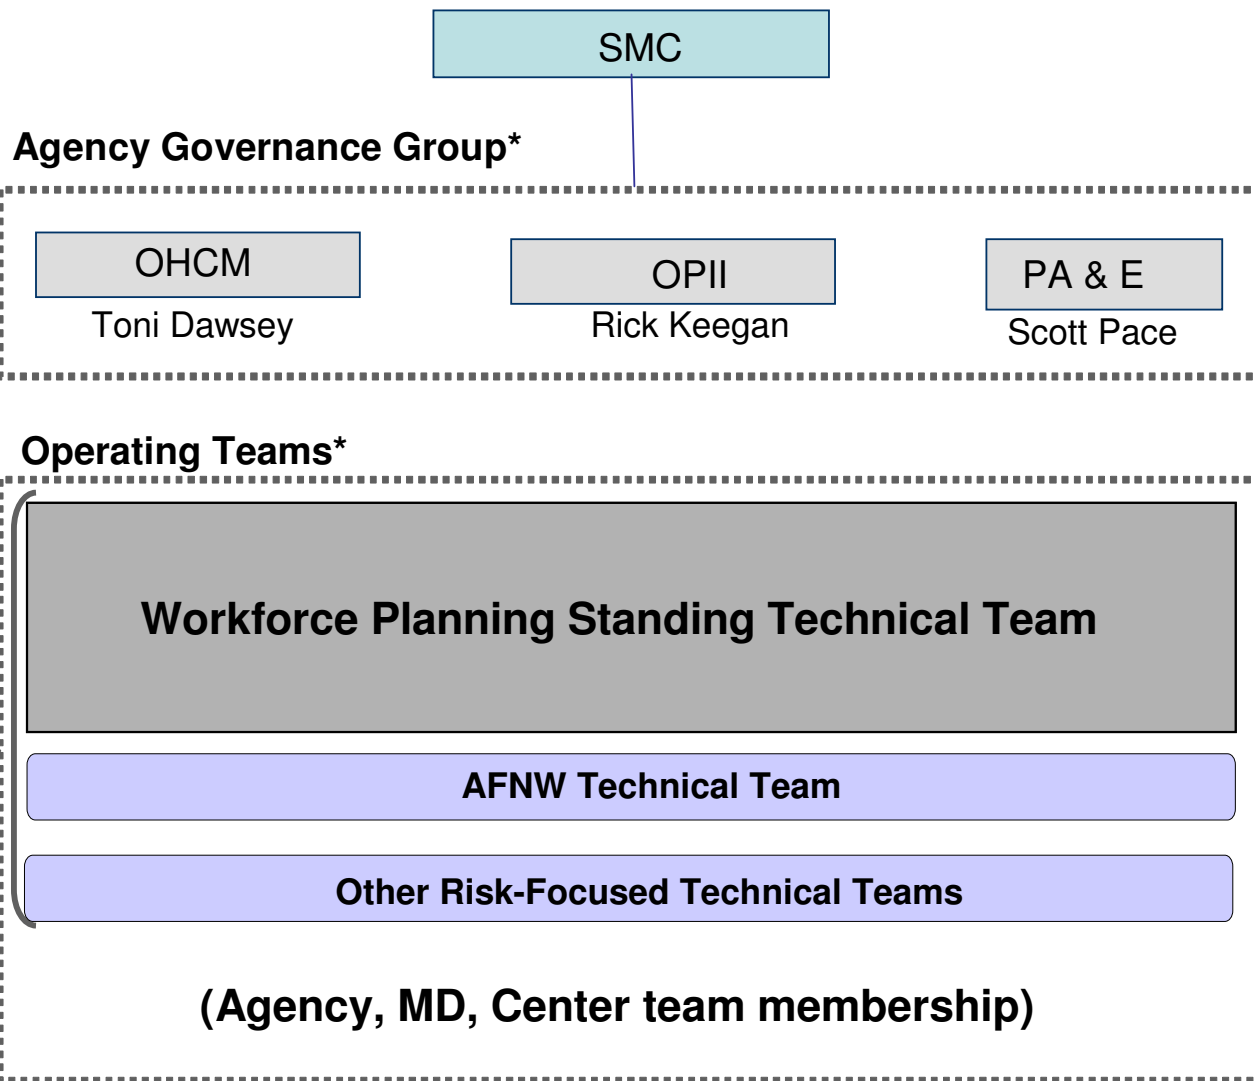 SMC
Agency Governance Group*
OHCM
OPII
PA & E
Toni Dawsey
Rick Keegan
Scott Pace
Operating Teams*
Workforce Planning Standing Technical Team
AFNW Technical Team
Other Risk-Focused Technical Teams
(Agency, MD, Center team membership)